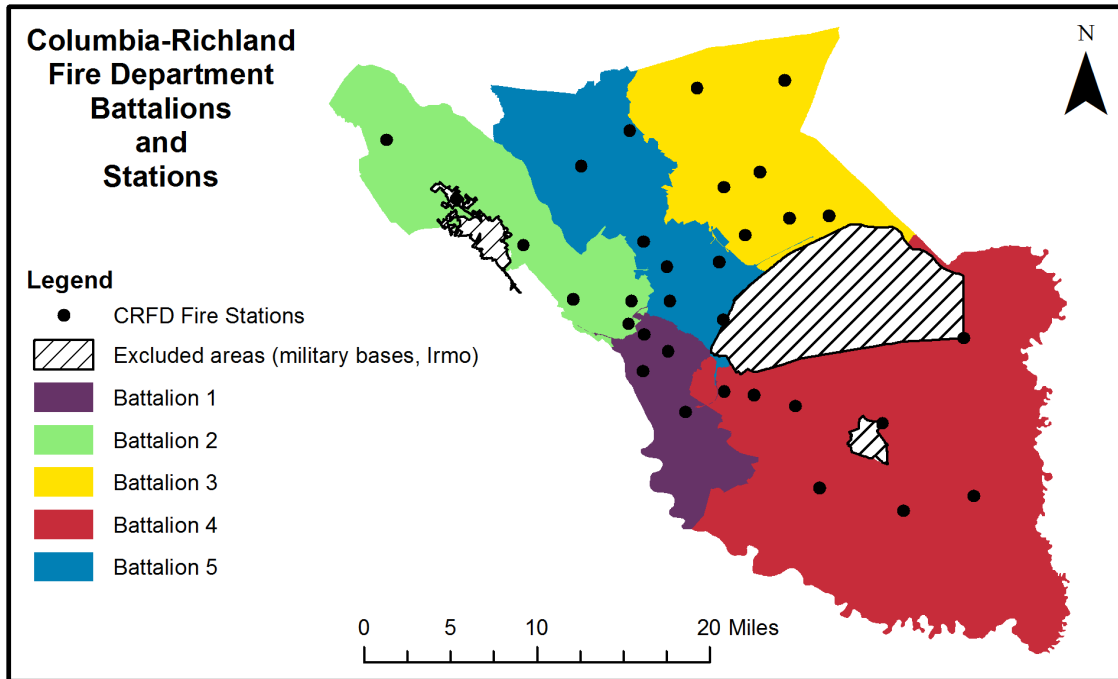 Columbia-Richland
Fire Department
Battalions
and
Stations
N
Legend
CRFD Fire Stations
Excluded areas (military bases, Irmo)
Battalion 1
Battalion 2
Battalion 3
Battalion 4
Battalion 5
0 5 10 20 Miles